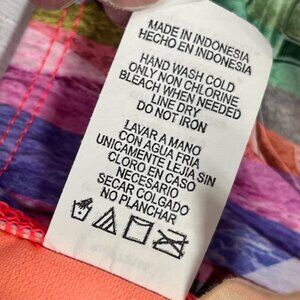 MADE IN INDONESIA
HECHO EN INDONESIA
HAND WASH COLD
ONLY NON CHLORINE
BLEACH WHEN NEEDED
LINE DRY
DO NOT IRON
LAVAR A MANO
CON AGUA FRIA
UNICAMENTE LEJIA SIN
CLORO EN CASO
NECESARIO
SECAR COLGADO
NO PLANCHAR